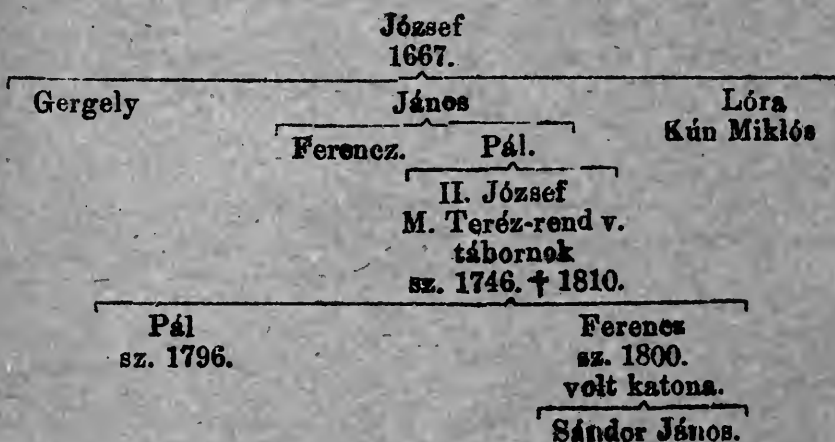 József
1667.
Gergely János Lóra
Kún Miklós
Ferencz. Pál.
II. József
M. Teréz-rend v.
tábornok
sz. 1746. † 1810.
Pál Ferencz
sz. 1796. sz. 1800.
volt katona.
Sándor János.